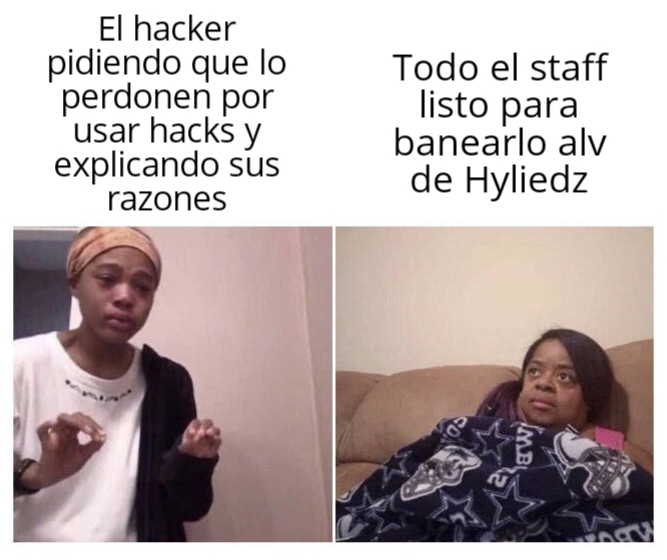 El hacker
pidiendo que lo
perdonen por
usar hacks y
explicando sus
razones
Todo el staff
listo para
banearlo alv
de Hyliedz